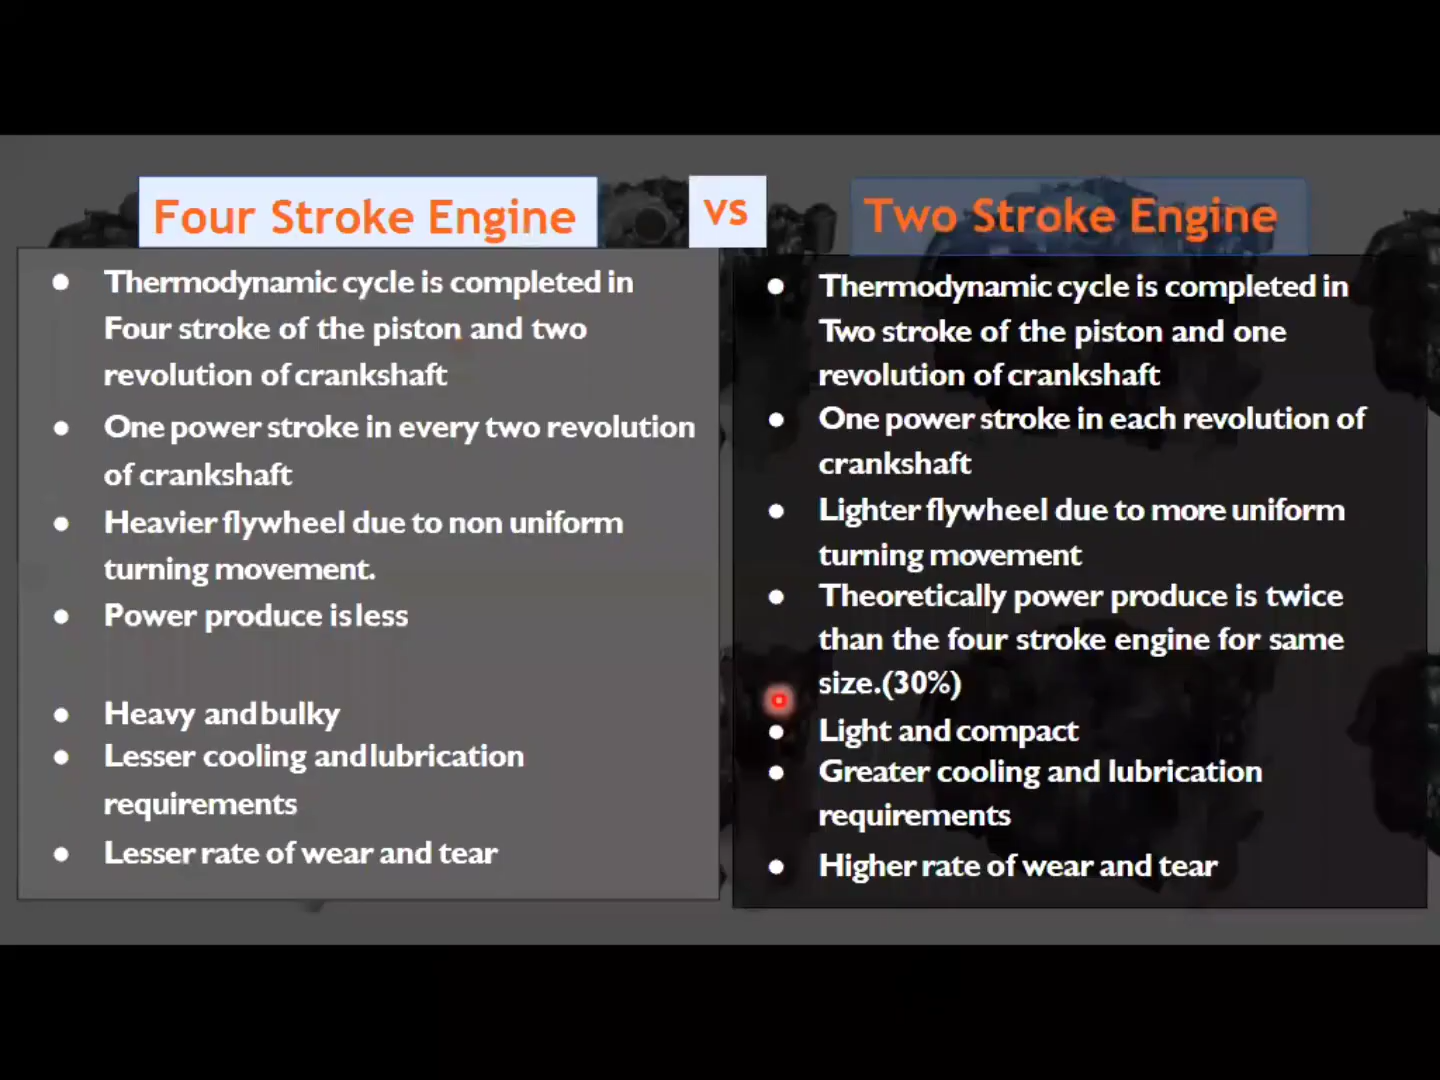 Four Stroke Engine
VS
Two Stroke Engine
● Thermodynamic cycle is completed in
Four stroke of the piston and two
revolution of crankshaft
● One power stroke in every two revolution
of crankshaft
● Heavier flywheel due to non uniform
turning movement.
● Power produce is less
● Heavy and bulky
● Lesser cooling and lubrication
requirements
● Lesser rate of wear and tear
● Thermodynamic cycle is completed in
Two stroke of the piston and one
revolution of crankshaft
● One power stroke in each revolution of
crankshaft
● Lighter flywheel due to more uniform
turning movement
● Theoretically power produce is twice
than the four stroke engine for same
size.(30%)
● Light and compact
● Greater cooling and lubrication
requirements
● Higher rate of wear and tear